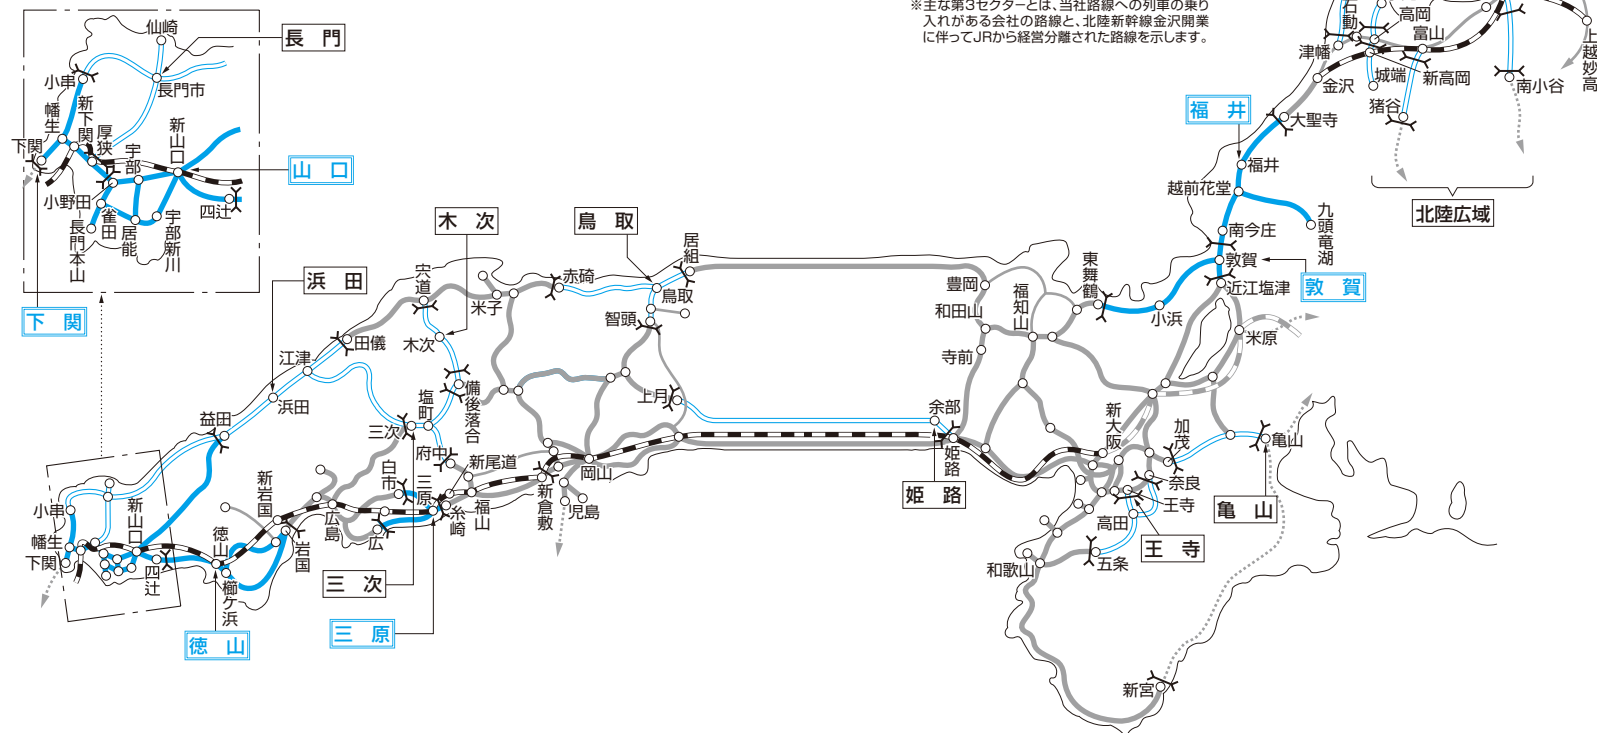 ※主な第3セクターとは、当社路線への列車の乗り
入れがある会社の路線と、北陸新幹線金沢開業
に伴ってJRから経営分離された路線を示します。
仙崎
長門
小串
長門市
幡生
新下関
厚狭
宇部
新山口
下関
山口
小野田
雀田
長門本山
居能
宇部新川
四辻
下関
石動
高岡
富山
津幡
金沢
城端
新高岡
猪谷
南小谷
上越妙高
福井
大聖寺
福井
越前花堂
九頭竜湖
北陸広域
南今庄
敦賀
敦賀
近江塩津
木次
鳥取
居組
浜田
宍道
米子
赤碕
鳥取
智頭
豊岡
和田山
福知山
東舞鶴
小浜
米原
寺前
田儀
木次
江津
浜田
備後落合
塩町
上月
余部
新大阪
加茂
亀山
益田
三次
府中
新尾道
白市
三原
糸崎
福山
新倉敷
岡山
児島
姫路
姫路
奈良
王寺
高田
王寺
亀山
五条
和歌山
新宮
小串
新山口
幡生
下関
四辻
徳山
櫛ケ浜
新岩国
岩国
広島
広
三次
三原
徳山